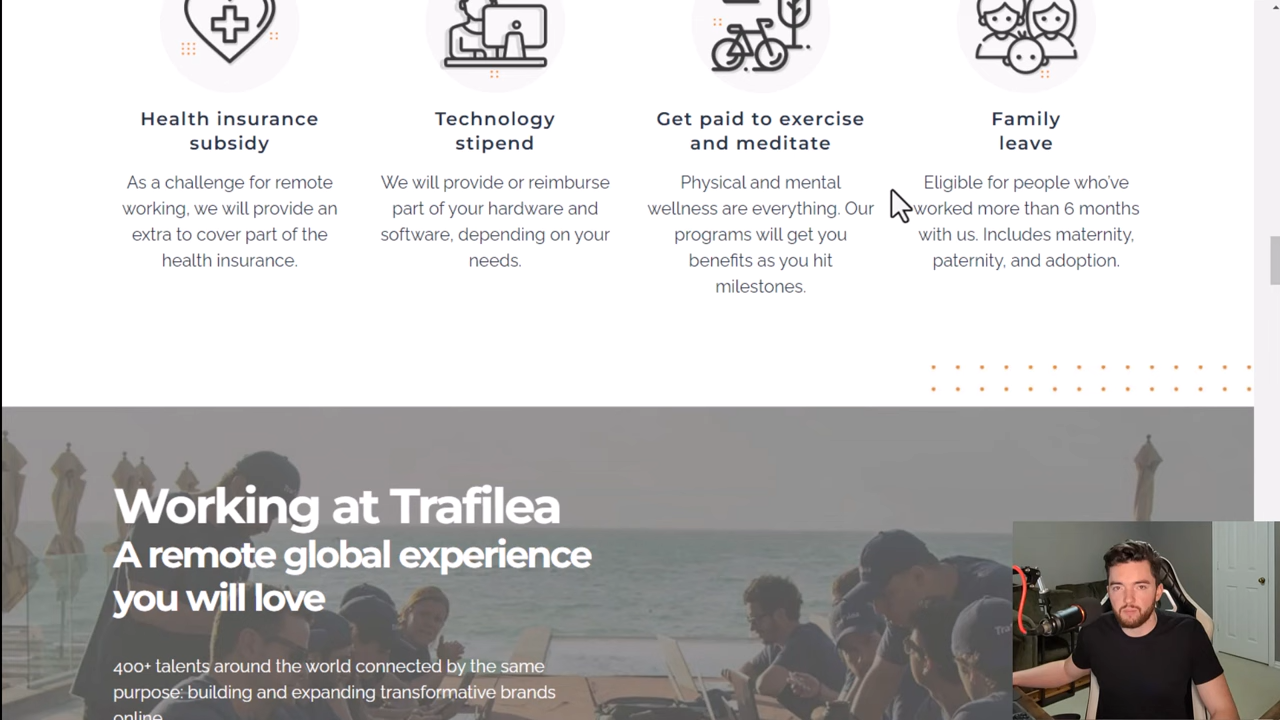 Health insurance
subsidy
As a challenge for remote
working, we will provide an
extra to cover part of the
health insurance.
Technology
stipend
We will provide or reimburse
part of your hardware and
software, depending on your
needs.
Get paid to exercise
and meditate
Physical and mental
wellness are everything. Our
programs will get you
benefits as you hit
milestones.
Family
leave
Eligible for people who've
worked more than 6 months
with us. Includes maternity,
paternity, and adoption.
Working at Trafilea
A remote global experience
you will love
400+ talents around the world connected by the same
purpose: building and expanding transformative brands
online